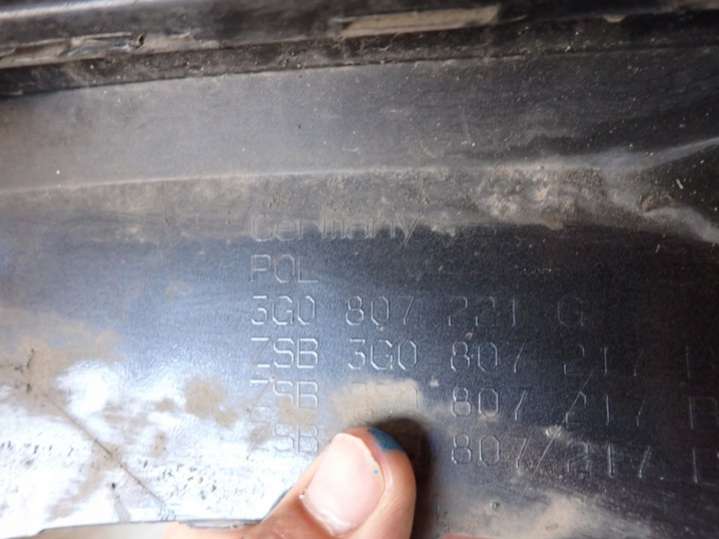 Germany
POL
3G0 807 221 G
ZSB 3G0 807 217
ZSB 807 217
ZSB 807/217